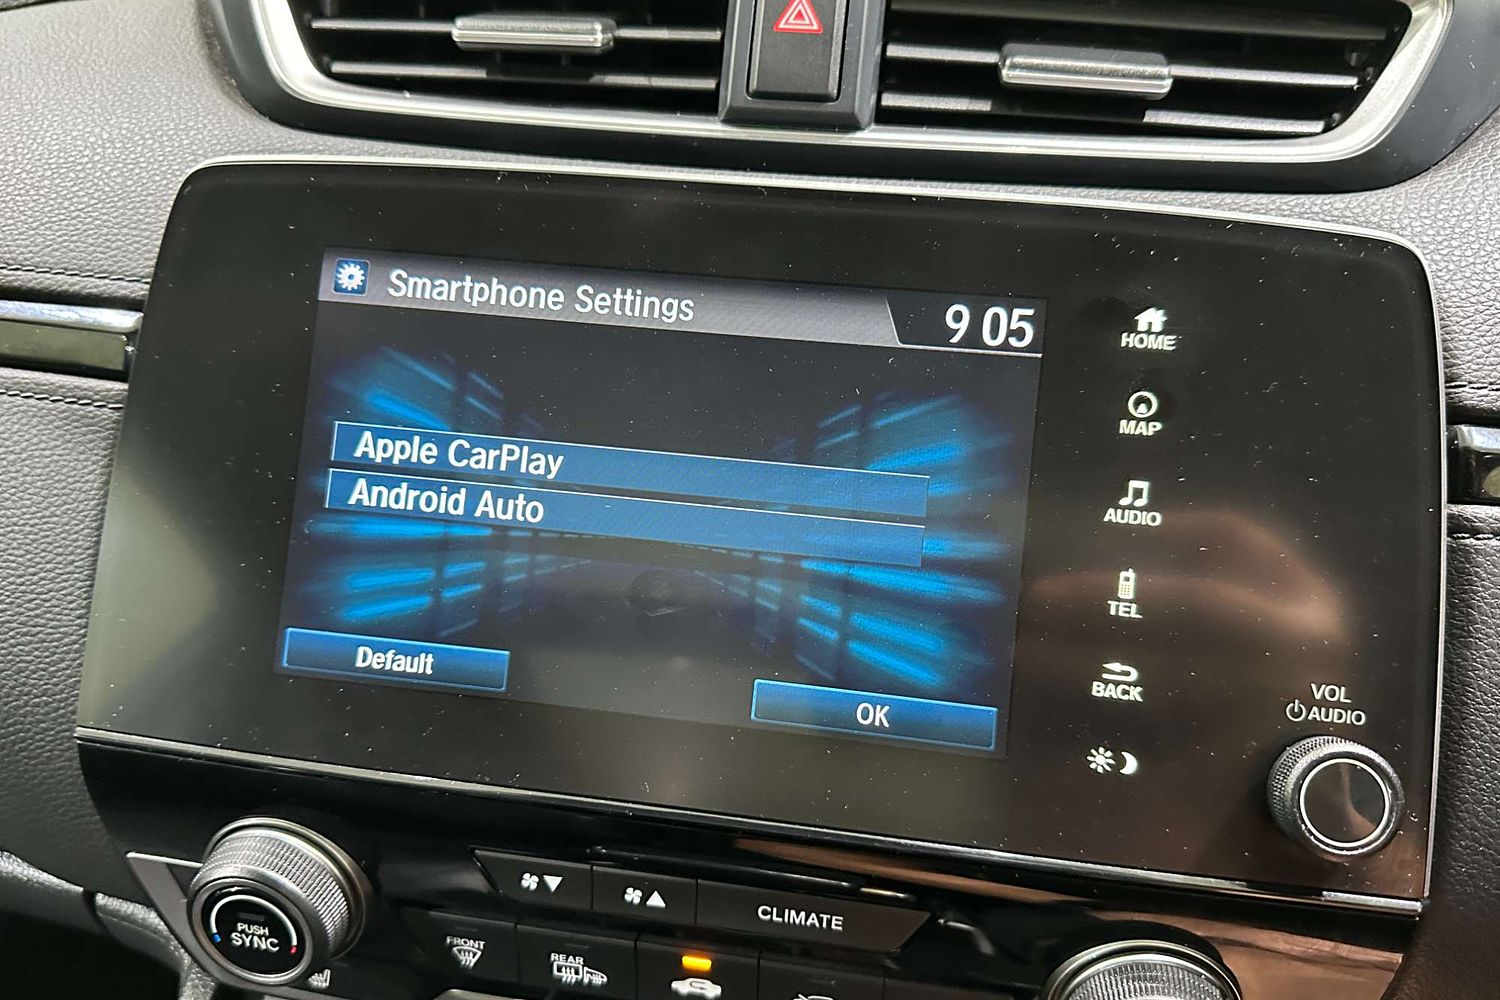 Smartphone Settings
9 05
Apple CarPlay
Android Auto
Default
OK
HOME
MAP
AUDIO
TEL
BACK
VOL
AUDIO
PUSH
SYNC
CLIMATE
FRONT
REAR